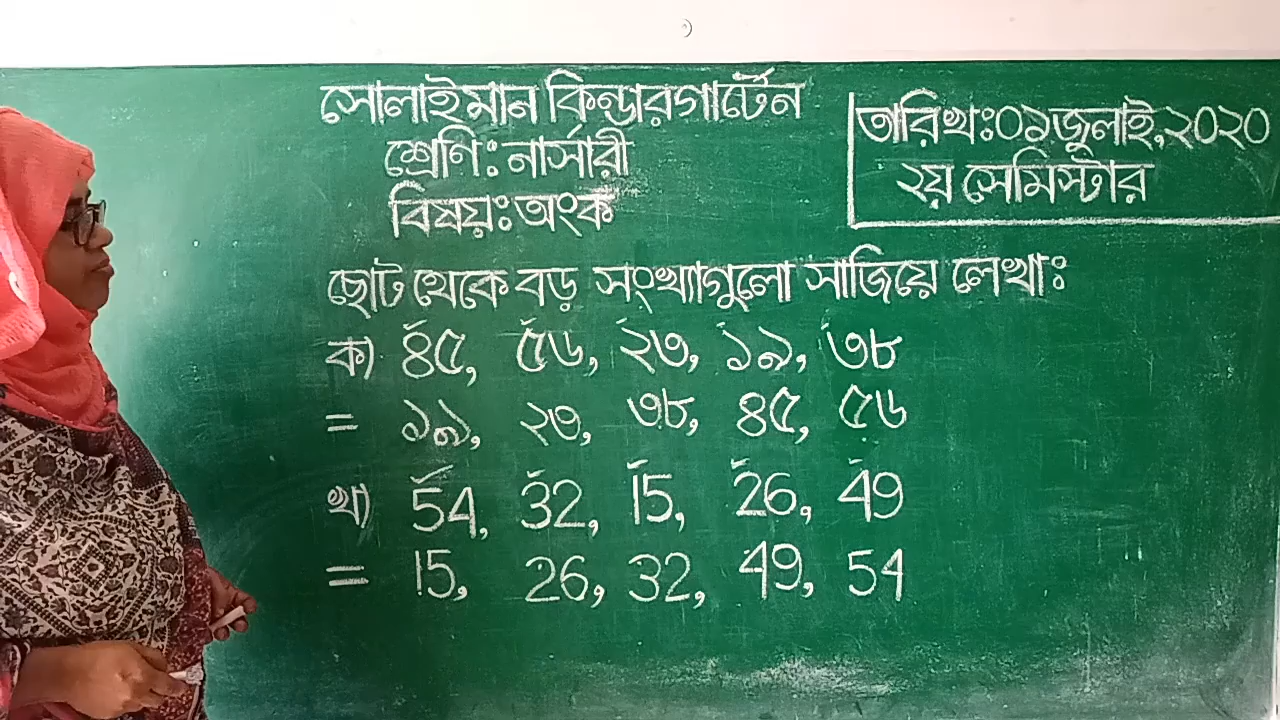 সোলাইমান কিন্ডারগার্টেন
শ্রেণি: নার্সারী
বিষয়: অংক
তারিখ: ০৯জুলাই, ২০২০
২য় সেমিস্টার
ছোট থেকে বড় সংখ্যাগুলো সাজিয়ে লেখা:
ক) ৪৫, ৫৬, ২৩, ১৯, ৩৮
= ১৯, ২৩, ৩৮, ৪৫, ৫৬
খ) 54, 32, 15, 26, 49
= 15, 26, 32, 49, 54